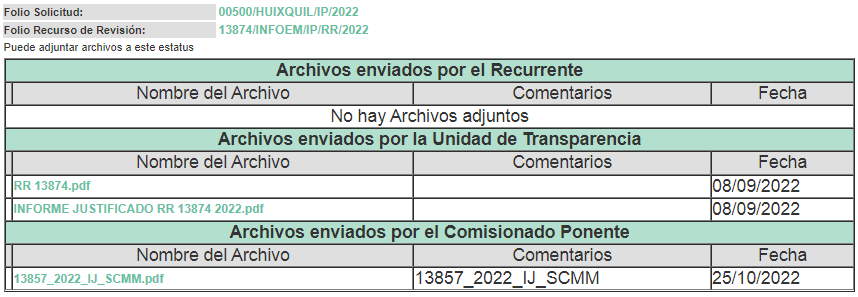 Folio Solicitud: 00500/HUIXQUIL/IP/2022
Folio Recurso de Revisión: 13874/INFOEM/IP/RR/2022
Puede adjuntar archivos a este estatus
Archivos enviados por el Recurrente
Nombre del Archivo Comentarios Fecha
No hay Archivos adjuntos
Archivos enviados por la Unidad de Transparencia
Nombre del Archivo Comentarios Fecha
RR 13874.pdf 08/09/2022
INFORME JUSTIFICADO RR 13874 2022.pdf 08/09/2022
Archivos enviados por el Comisionado Ponente
Nombre del Archivo Comentarios Fecha
13857_2022_IJ_SCMM.pdf 13857_2022_IJ_SCMM 25/10/2022